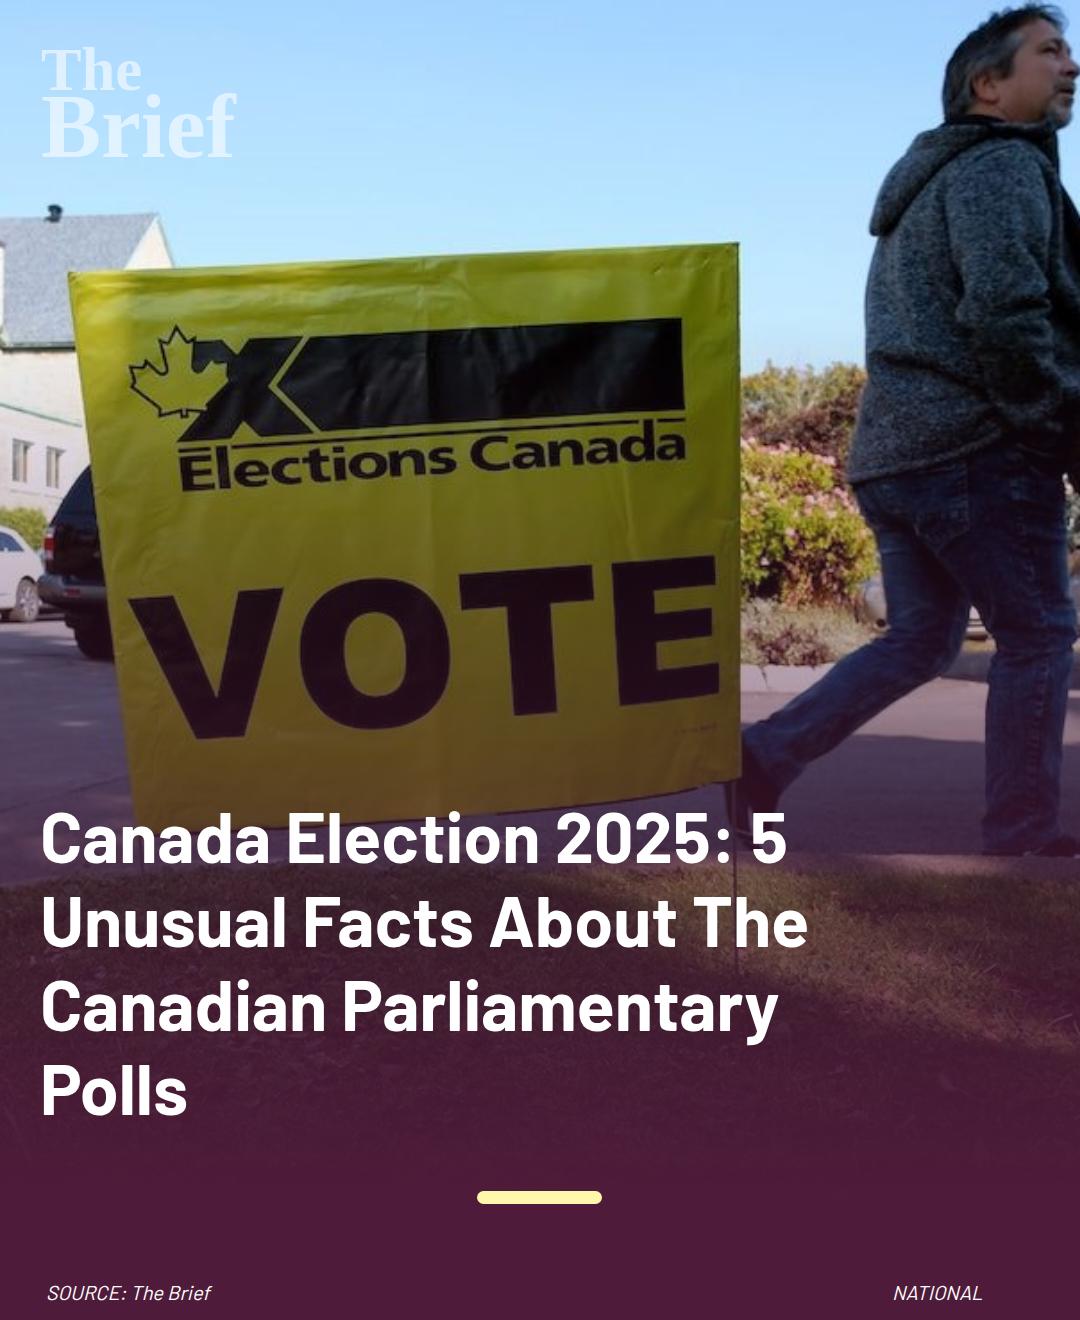 The
Brief
Elections Canada
VOTE
Canada Election 2025: 5
Unusual Facts About The
Canadian Parliamentary
Polls
SOURCE: The Brief
NATIONAL